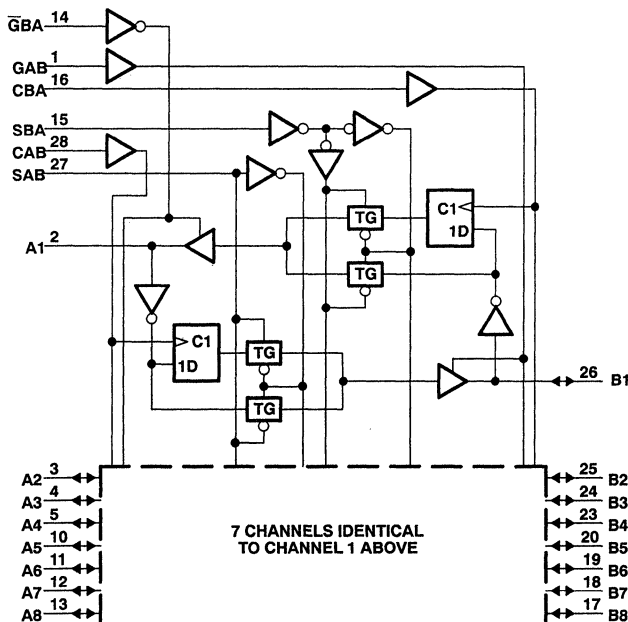 G̅BA 14
GAB 1
CBA 16
SBA 15
CAB 28
SAB 27
TG
C1
1D
A1 2
TG
C1
1D
TG
TG
26 B1
A2 3
A3 4
A4 5
A5 10
A6 11
A7 12
A8 13
7 CHANNELS IDENTICAL
TO CHANNEL 1 ABOVE
25 B2
24 B3
23 B4
20 B5
19 B6
18 B7
17 B8